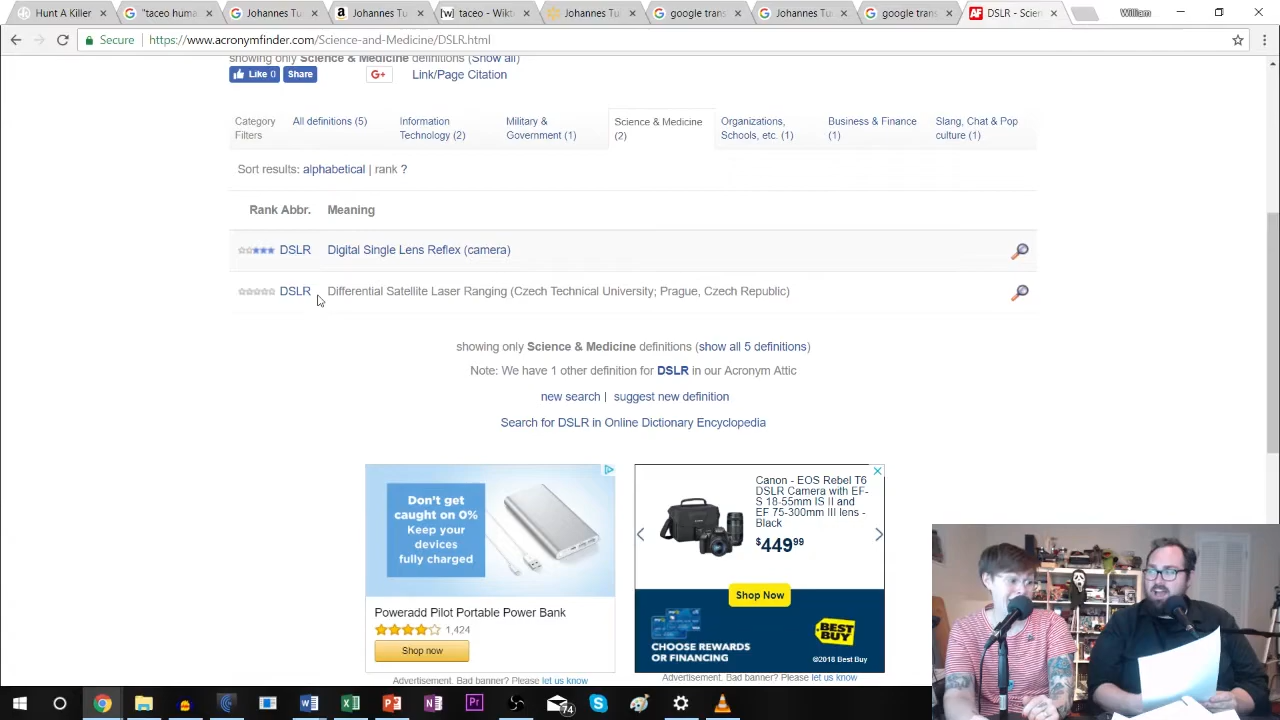 Hunt A Killer
"taceo huma
Johannes Tu
Johannes Tu
taceo - Wikt
Johannes Tu
google trans
Johannes Tu
google trans
DSLR - Scien
William
Secure
https://www.acronymfinder.com/Science-and-Medicine/DSLR.html
showing only Science & Medicine definitions (Show all)
Like 0 Share G+ Link/Page Citation
Category Filters
All definitions (5)
Information Technology (2)
Military & Government (1)
Science & Medicine (2)
Organizations, Schools, etc. (1)
Business & Finance (1)
Slang, Chat & Pop culture (1)
Sort results: alphabetical | rank ?
Rank Abbr. Meaning
DSLR Digital Single Lens Reflex (camera)
DSLR Differential Satellite Laser Ranging (Czech Technical University; Prague, Czech Republic)
showing only Science & Medicine definitions (show all 5 definitions)
Note: We have 1 other definition for DSLR in our Acronym Attic
new search | suggest new definition
Search for DSLR in Online Dictionary Encyclopedia
Don't get
caught on 0%
Keep your
devices
fully charged
Poweradd Pilot Portable Power Bank
1,424
Shop now
Advertisement. Bad banner? Please let us know
Canon - EOS Rebel T6
DSLR Camera with EF-
S 18-55mm IS II and
EF 75-300mm III lens -
Black
$449.99
Shop Now
CHOOSE REWARDS
OR FINANCING
BEST BUY
©2018 Best Buy
Advertisement. Bad banner? Please let us know
74